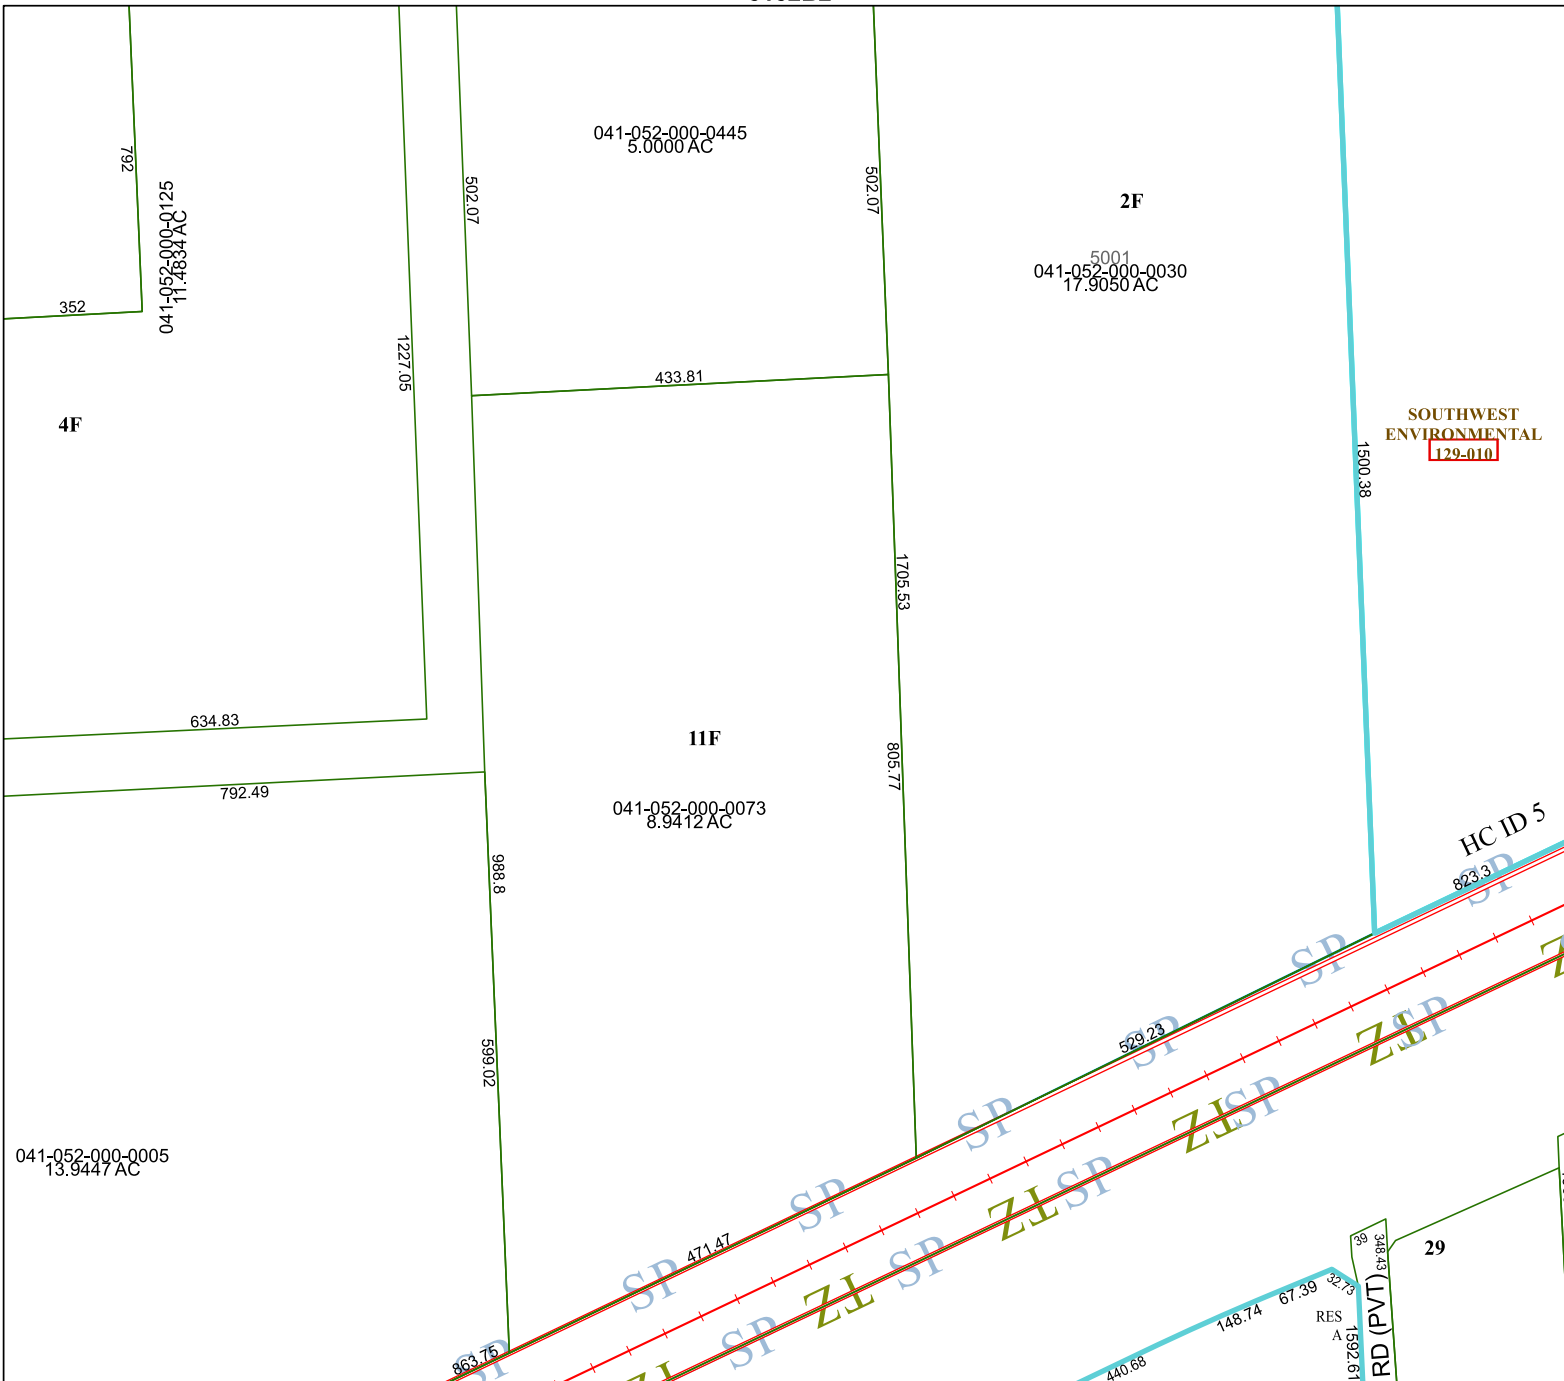 792
041-052-000-0125
11.4834 AC
352
4F
1227.05
502.07
041-052-000-0445
5.0000 AC
502.07
433.81
2F
5001
041-052-000-0030
17.9050 AC
1500.38
SOUTHWEST
ENVIRONMENTAL
129-010
1705.53
634.83
792.49
11F
805.77
041-052-000-0073
8.9412 AC
988.8
599.02
HC ID 5
823.3
SP
SP
SP
529.23
SP
SP
471.47
SP
863.75
SP
TZ
SP
TZ
SP
TZ
SP
TZ
SP
SP
041-052-000-0005
13.9447 AC
39
348.43
29
32.73
67.39
148.74
440.68
RES
A
1592.61
RD (PVT)